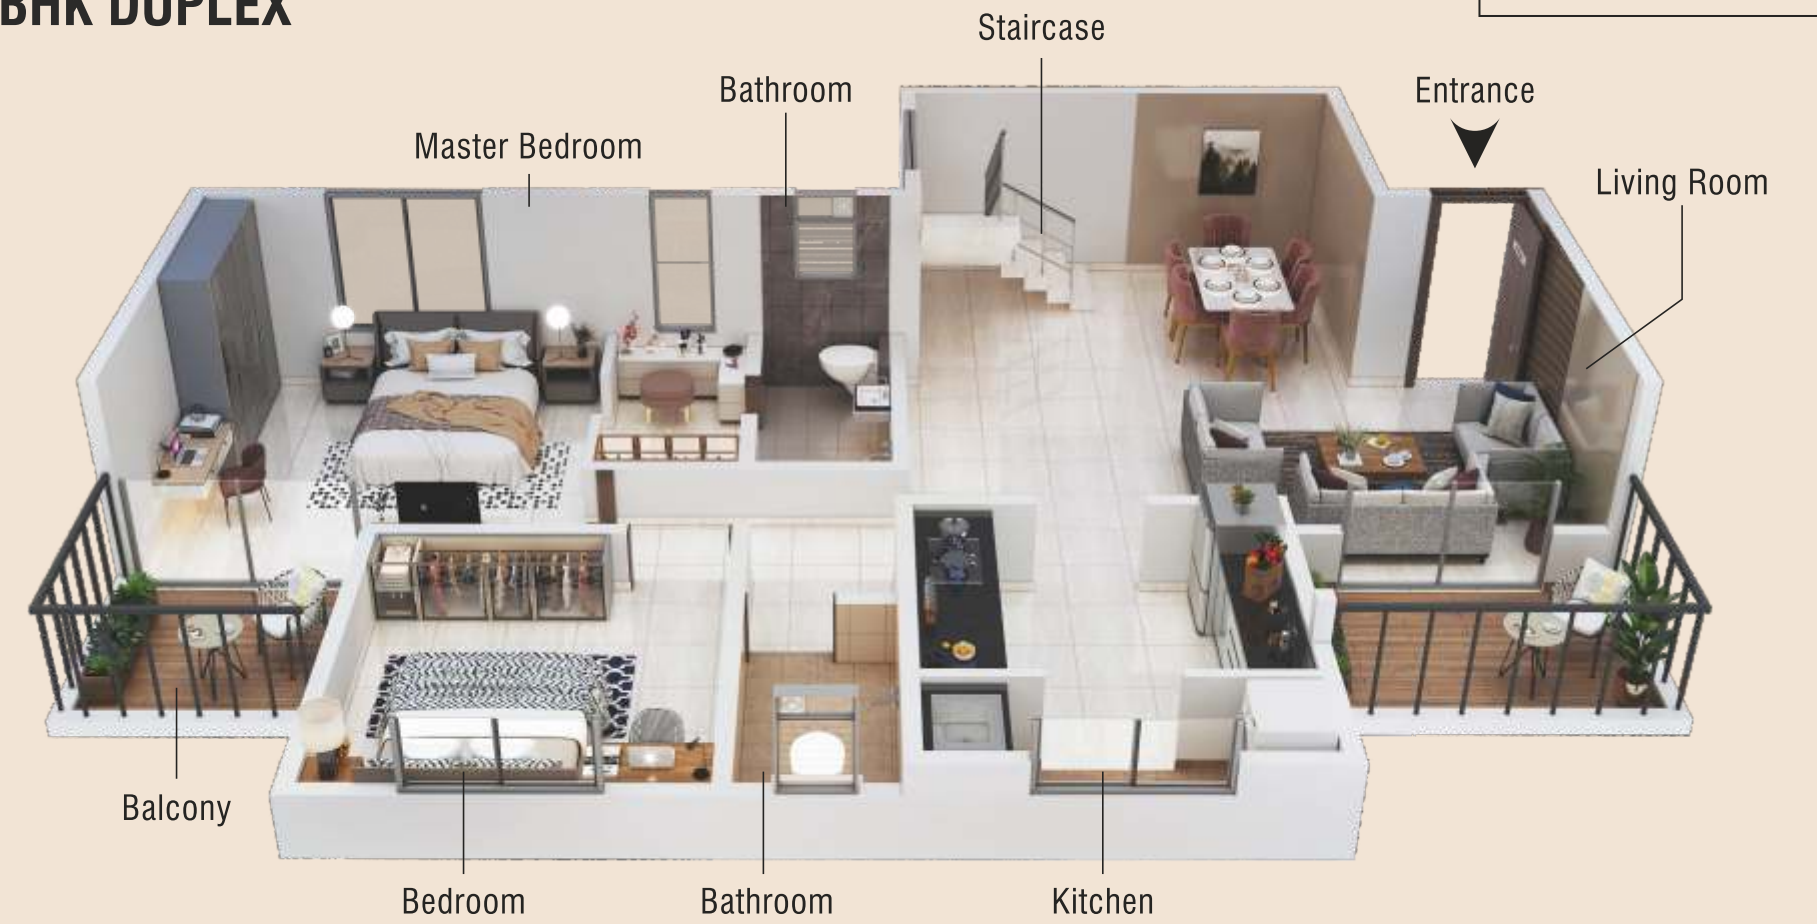 BHK DUPLEX
Staircase
Bathroom
Entrance
Master Bedroom
Living Room
Balcony
Bedroom
Bathroom
Kitchen